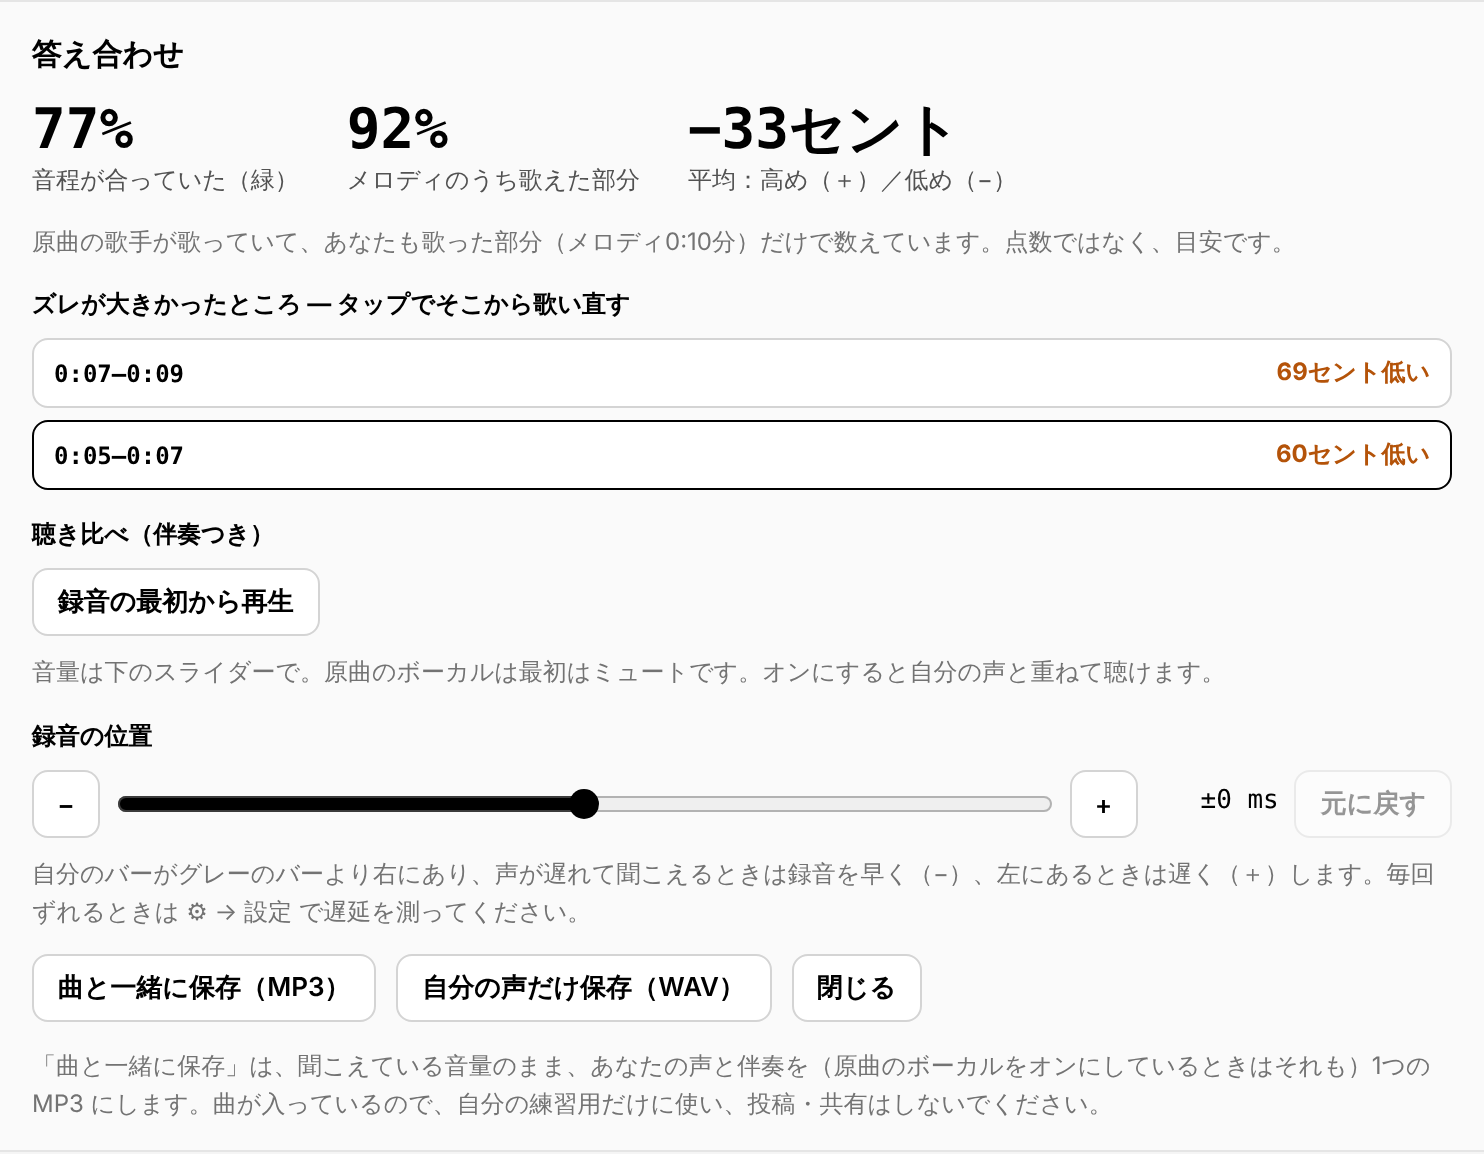 答え合わせ
77%
音程が合っていた（緑）
92%
メロディのうち歌えた部分
−33セント
平均：高め（＋）／低め（−）
原曲の歌手が歌っていて、あなたも歌った部分（メロディ0:10分）だけで数えています。点数ではなく、目安です。
ズレが大きかったところ — タップでそこから歌い直す
0:07–0:09 69セント低い
0:05–0:07 60セント低い
聴き比べ（伴奏つき）
録音の最初から再生
音量は下のスライダーで。原曲のボーカルは最初はミュートです。オンにすると自分の声と重ねて聴けます。
録音の位置
− + ±0 ms 元に戻す
自分のバーがグレーのバーより右にあり、声が遅れて聞こえるときは録音を早く（−）、左にあるときは遅く（＋）します。毎回
ずれるときは ⚙ → 設定 で遅延を測ってください。
曲と一緒に保存（MP3） 自分の声だけ保存（WAV） 閉じる
「曲と一緒に保存」は、聞こえている音量のまま、あなたの声と伴奏を（原曲のボーカルをオンにしているときはそれも）1つの
MP3 にします。曲が入っているので、自分の練習用だけに使い、投稿・共有はしないでください。